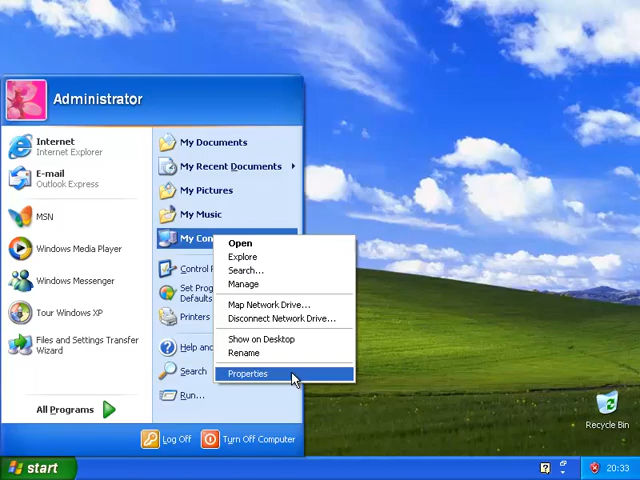 Administrator
Internet
Internet Explorer
E-mail
Outlook Express
MSN
Windows Media Player
Windows Messenger
Tour Windows XP
Files and Settings Transfer
Wizard
All Programs
My Documents
My Recent Documents
My Pictures
My Music
My Con
Control
Set Prog
Defaults
Printers
Help and
Search
Run...
Open
Explore
Search...
Manage
Map Network Drive...
Disconnect Network Drive...
Show on Desktop
Rename
Properties
Log Off
Turn Off Computer
Recycle Bin
start
20:33